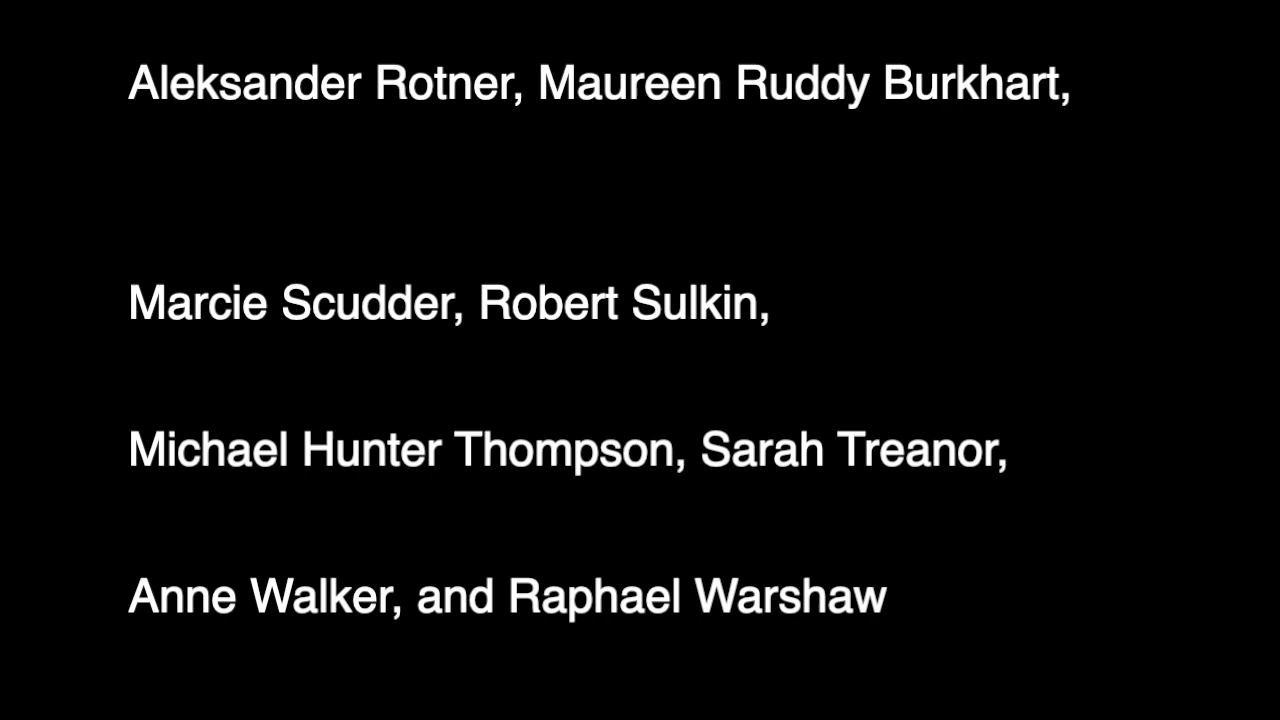 Aleksander Rotner, Maureen Ruddy Burkhart,
Marcie Scudder, Robert Sulkin,
Michael Hunter Thompson, Sarah Treanor,
Anne Walker, and Raphael Warshaw